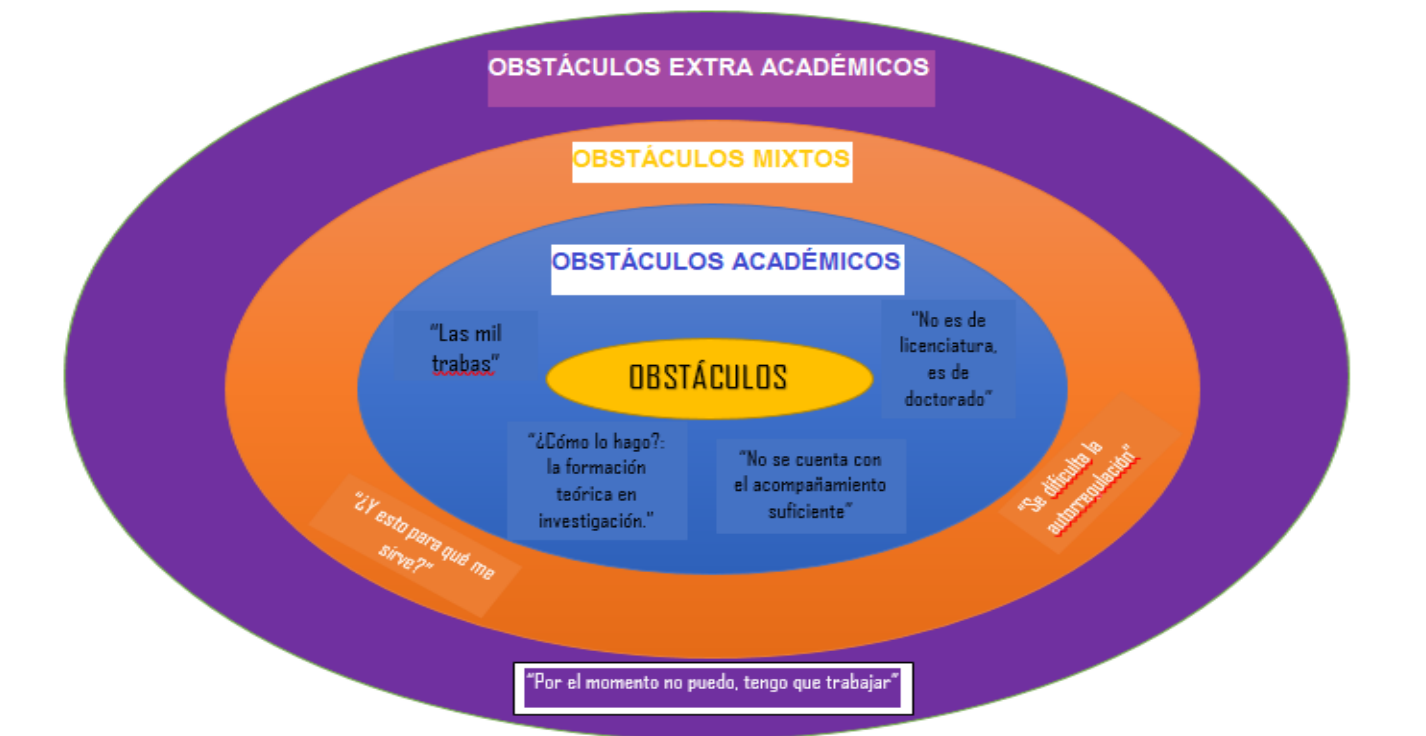 OBSTÁCULOS EXTRA ACADÉMICOS
OBSTÁCULOS MIXTOS
OBSTÁCULOS ACADÉMICOS
“Las mil
trabas”
OBSTÁCULOS
“No es de
licenciatura,
es de
doctorado”
“¿Cómo lo hago?:
la formación
teórica en
investigación.”
“No se cuenta con
el acompañamiento
suficiente”
“¿Y esto para qué me
sirve?”
“Se dificulta la
autorregulación”
“Por el momento no puedo, tengo que trabajar”